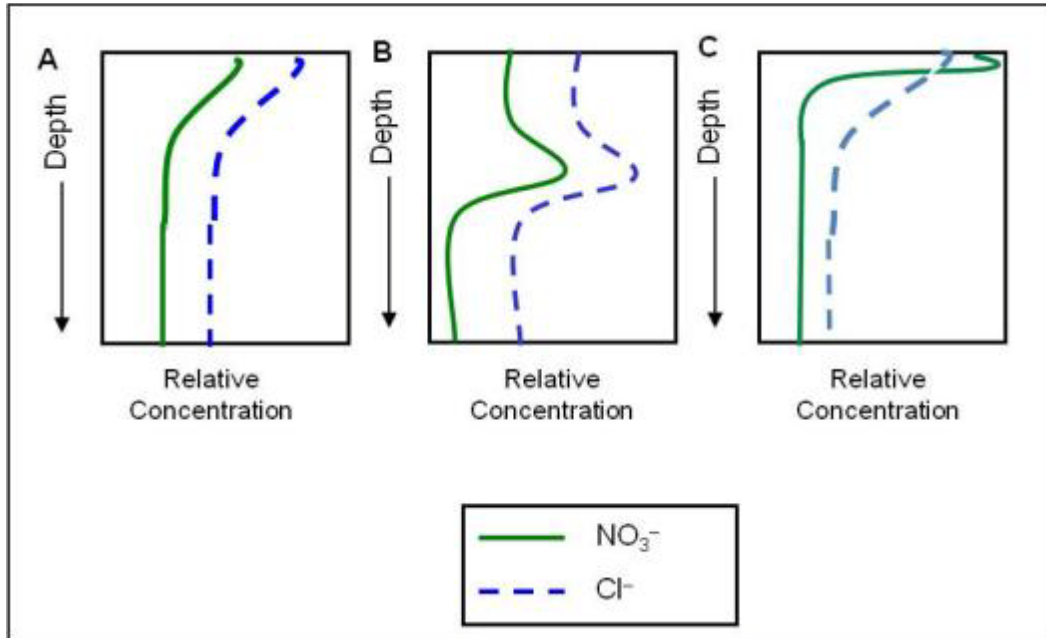 A
B
C
Depth
Depth
Depth
Relative
Concentration
Relative
Concentration
Relative
Concentration
NO₃⁻
Cl⁻